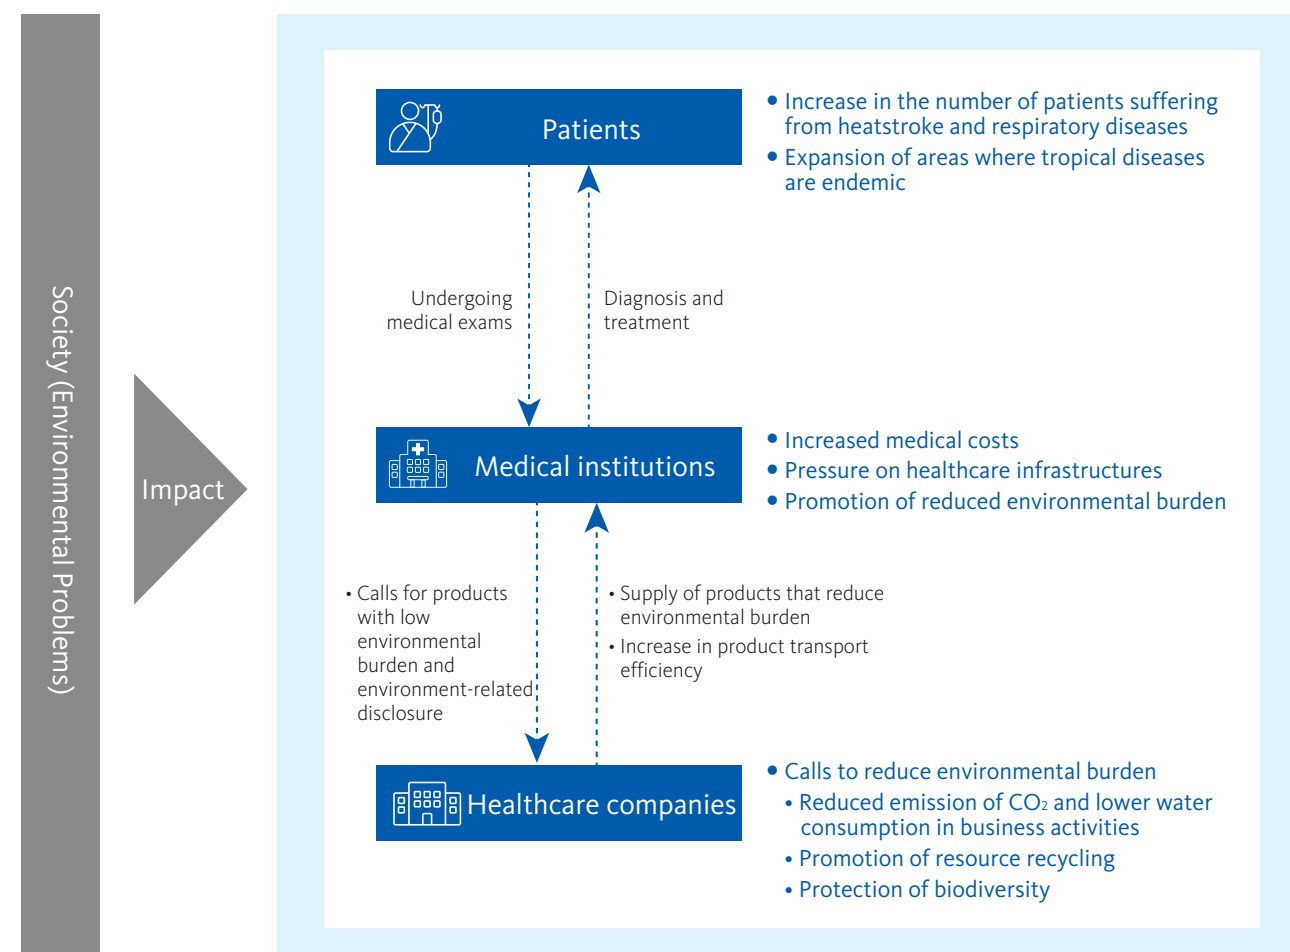 Society (Environmental Problems)
Impact
Patients
• Increase in the number of patients suffering
from heatstroke and respiratory diseases
• Expansion of areas where tropical diseases
are endemic
Undergoing
medical exams
Diagnosis and
treatment
Medical institutions
• Increased medical costs
• Pressure on healthcare infrastructures
• Promotion of reduced environmental burden
• Calls for products
with low
environmental
burden and
environment-related
disclosure
• Supply of products that reduce
environmental burden
• Increase in product transport
efficiency
Healthcare companies
• Calls to reduce environmental burden
• Reduced emission of CO₂ and lower water
consumption in business activities
• Promotion of resource recycling
• Protection of biodiversity